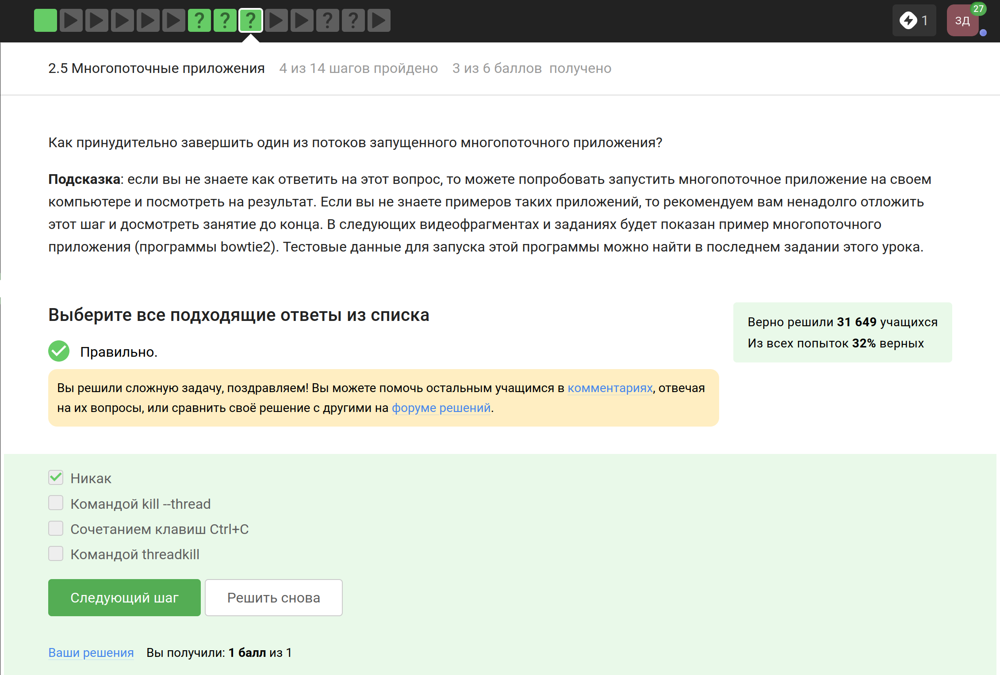 ? ? ? ? ?
1
ЗД
27
2.5 Многопоточные приложения 4 из 14 шагов пройдено 3 из 6 баллов получено
Как принудительно завершить один из потоков запущенного многопоточного приложения?
Подсказка: если вы не знаете как ответить на этот вопрос, то можете попробовать запустить многопоточное приложение на своем
компьютере и посмотреть на результат. Если вы не знаете примеров таких приложений, то рекомендуем вам ненадолго отложить
этот шаг и досмотреть занятие до конца. В следующих видеофрагментах и заданиях будет показан пример многопоточного
приложения (программы bowtie2). Тестовые данные для запуска этой программы можно найти в последнем задании этого урока.
Выберите все подходящие ответы из списка
Верно решили 31 649 учащихся
Из всех попыток 32% верных
Правильно.
Вы решили сложную задачу, поздравляем! Вы можете помочь остальным учащимся в комментариях, отвечая
на их вопросы, или сравнить своё решение с другими на форуме решений.
Никак
Командой kill --thread
Сочетанием клавиш Ctrl+C
Командой threadkill
Следующий шаг
Решить снова
Ваши решения Вы получили: 1 балл из 1